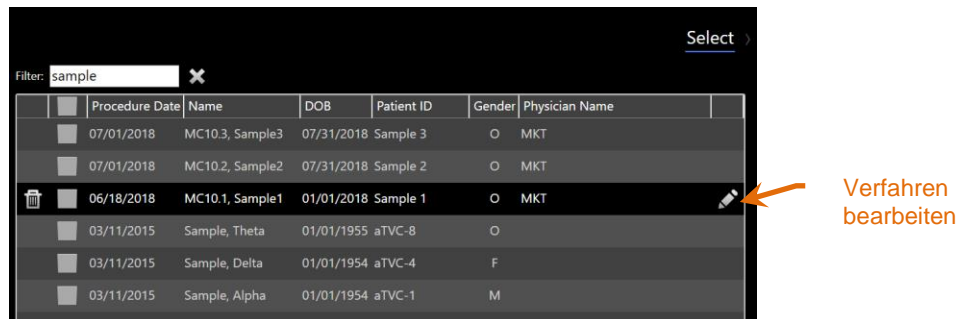 Select
Filter: sample
Procedure Date Name DOB Patient ID Gender Physician Name
07/01/2018 MC10.3, Sample3 07/31/2018 Sample 3 O MKT
07/01/2018 MC10.2, Sample2 07/31/2018 Sample 2 O MKT
06/18/2018 MC10.1, Sample1 01/01/2018 Sample 1 O MKT
03/11/2015 Sample, Theta 01/01/1955 aTVC-8 O
03/11/2015 Sample, Delta 01/01/1954 aTVC-4 F
03/11/2015 Sample, Alpha 01/01/1954 aTVC-1 M
Verfahren
bearbeiten